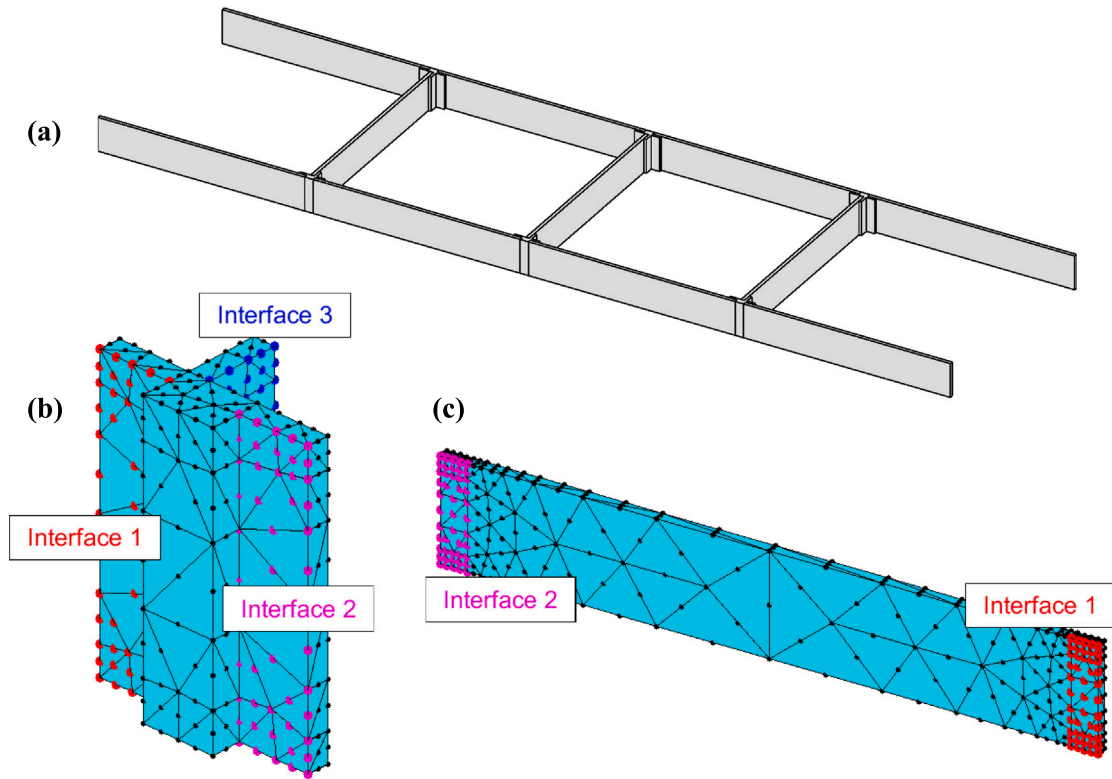 (a)
Interface 3
(b)
(c)
Interface 1
Interface 2
Interface 2
Interface 1